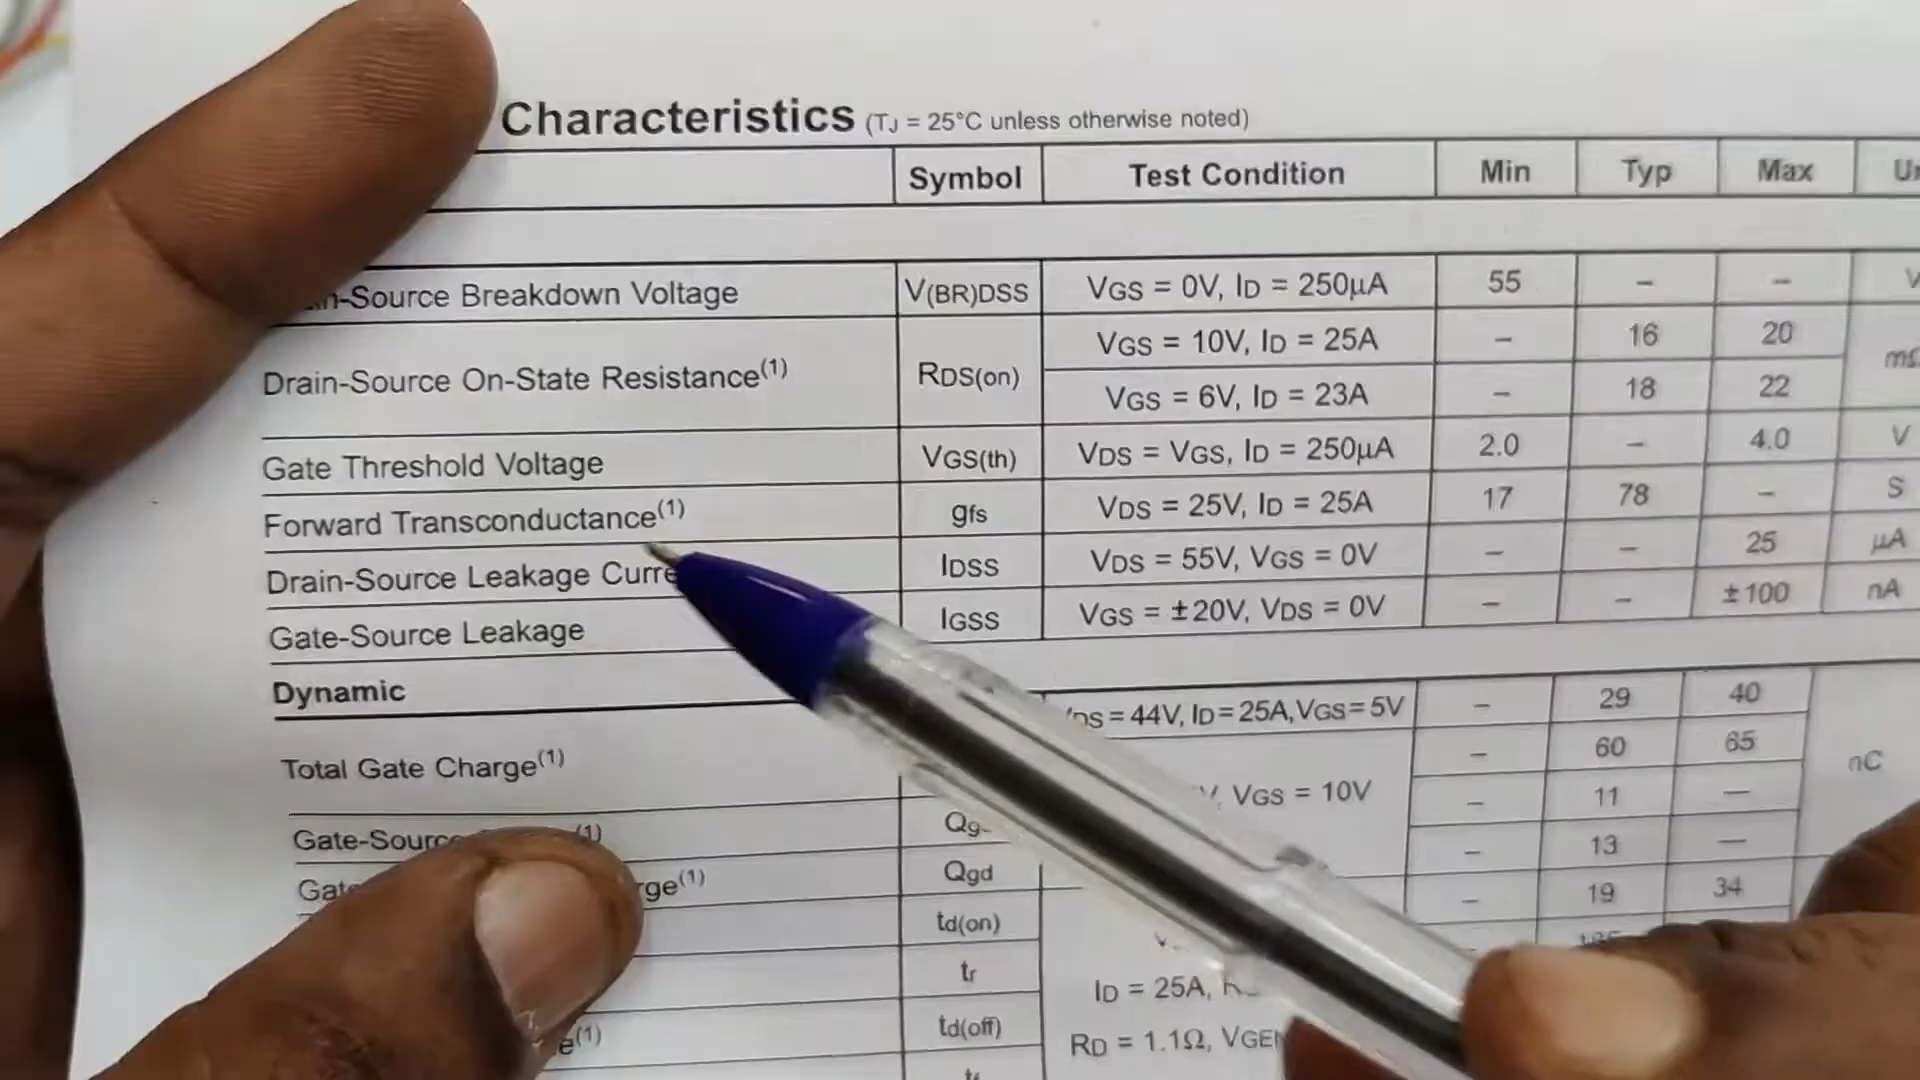 Characteristics (TJ = 25°C unless otherwise noted)
Symbol Test Condition Min Typ Max
-Source Breakdown Voltage V(BR)DSS VGS = 0V, ID = 250µA 55 – – V
Drain-Source On-State Resistance(1) RDS(on) VGS = 10V, ID = 25A – 16 20
VGS = 6V, ID = 23A – 18 22
Gate Threshold Voltage VGS(th) VDS = VGS, ID = 250µA 2.0 – 4.0 V
Forward Transconductance(1) gfs VDS = 25V, ID = 25A 17 78 – S
Drain-Source Leakage Curre IDSS VDS = 55V, VGS = 0V – – 25 µA
Gate-Source Leakage IGSS VGS = ±20V, VDS = 0V – – ±100 nA
Dynamic
Total Gate Charge(1) DS = 44V, ID = 25A, VGS = 5V – 29 40 nC
VGS = 10V – 60 65
Gate-Sourc (1) Qg – 11 —
Gat rge(1) Qgd – 13 —
td(on) – 19 34
tr
ID = 25A,
td(off)
e(1) RD = 1.1Ω, VGEN